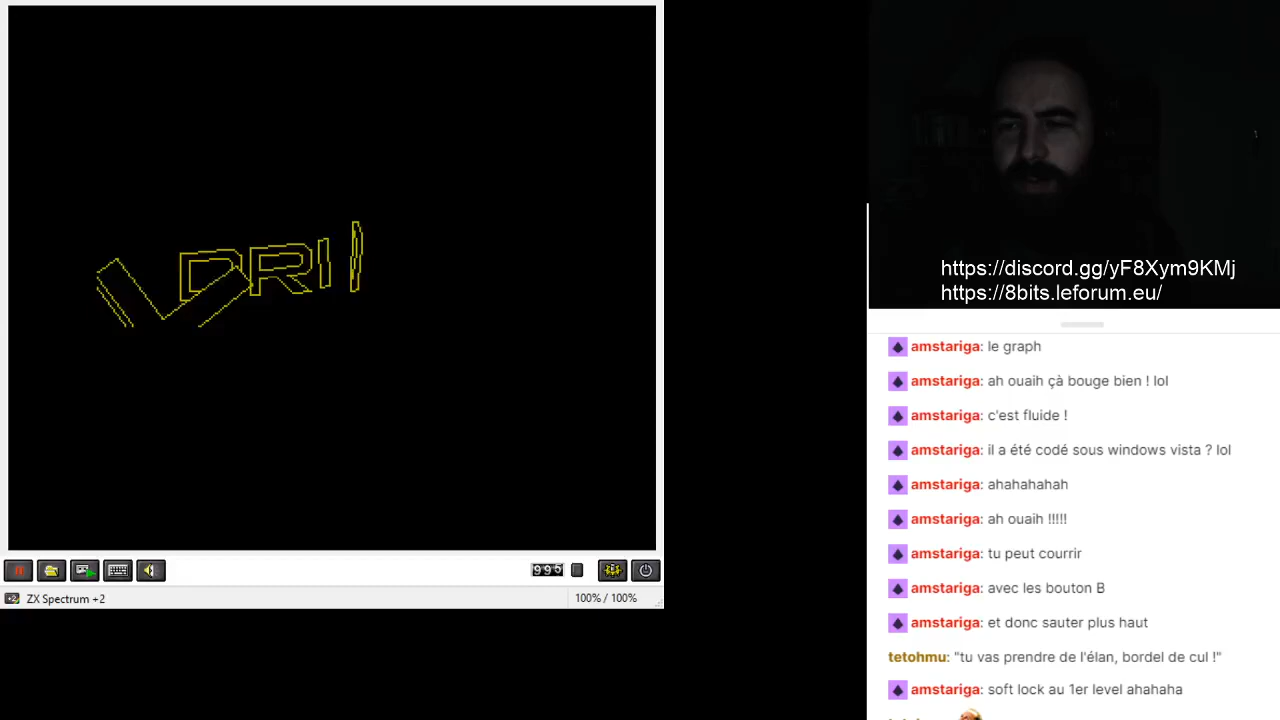 DRI
https://discord.gg/yF8Xym9KMj
https://8bits.leforum.eu/
amstariga: le graph
amstariga: ah ouaih çà bouge bien ! lol
amstariga: c'est fluide !
amstariga: il a été codé sous windows vista ? lol
amstariga: ahahahahah
amstariga: ah ouaih !!!!!
amstariga: tu peut courrir
amstariga: avec les bouton B
amstariga: et donc sauter plus haut
tetohmu: "tu vas prendre de l'élan, bordel de cul !"
amstariga: soft lock au 1er level ahahaha
995
ZX Spectrum +2
100% / 100%